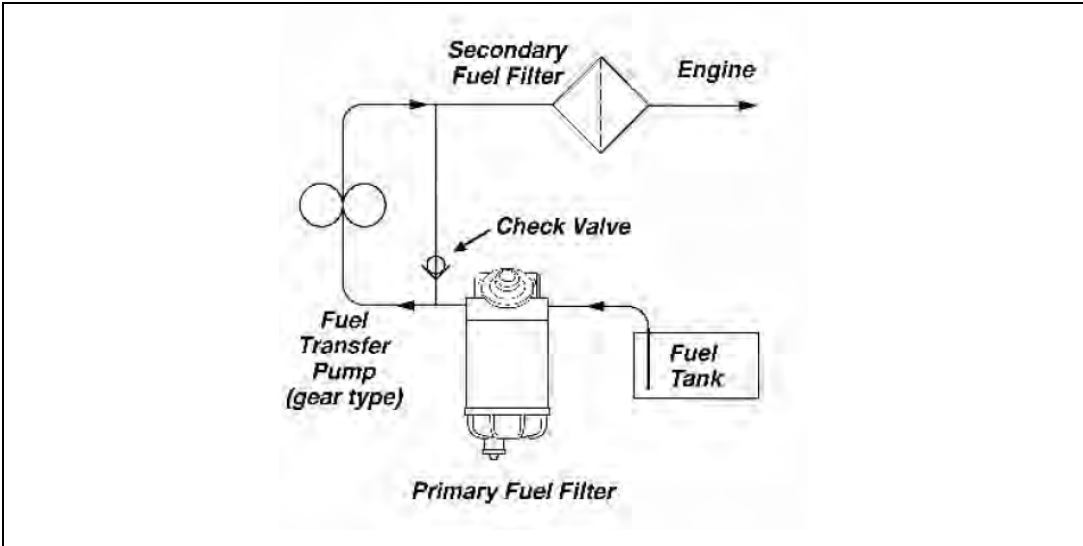 Secondary
Fuel Filter
Engine
Check Valve
Fuel
Transfer
Pump
(gear type)
Fuel
Tank
Primary Fuel Filter